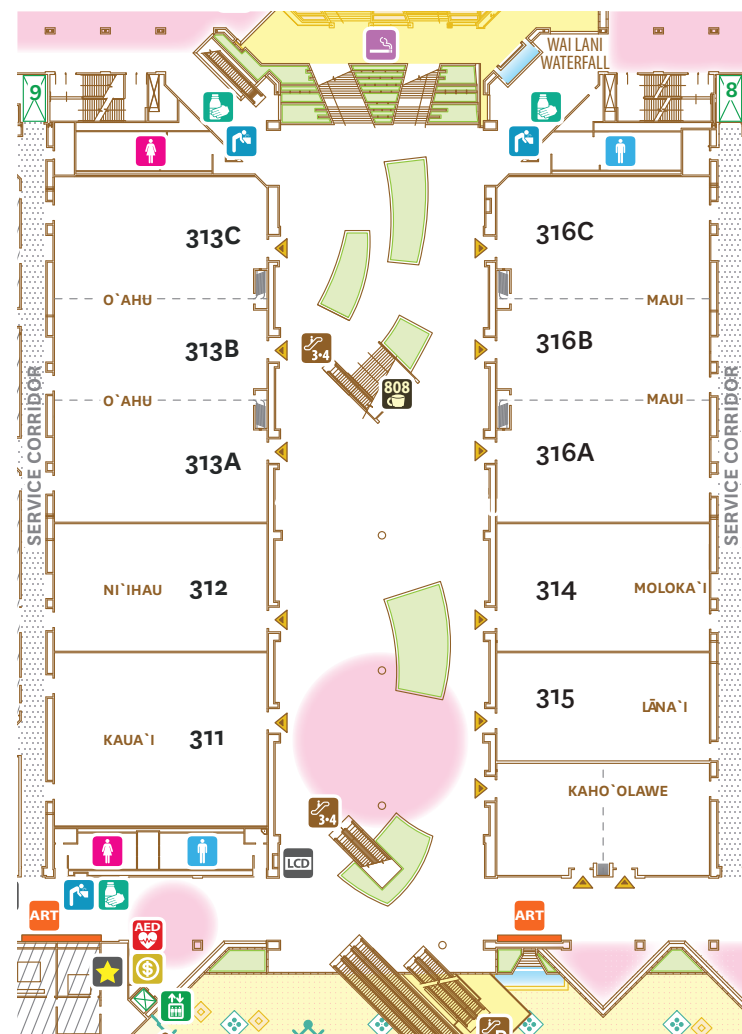 WAI LANI
WATERFALL
9
8
313C
316C
O`AHU
MAUI
3•4
313B
316B
808
O`AHU
MAUI
SERVICE CORRIDOR
SERVICE CORRIDOR
313A
316A
NI`IHAU
312
314
MOLOKA`I
315
LĀNA`I
KAUA`I
311
KAHO`OLAWE
3•4
LCD
ART
ART
AED
$